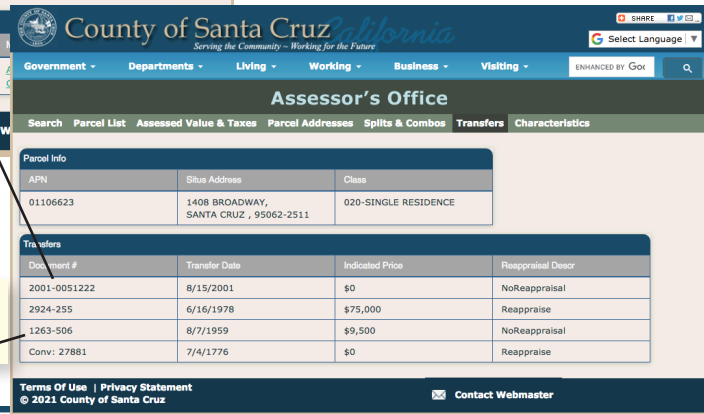 County of Santa Cruz
California
Serving the Community ~ Working for the Future
SHARE
Select Language ▼
Government
Departments
Living
Working
Business
Visiting
ENHANCED BY Goo
Assessor's Office
Search Parcel List Assessed Value & Taxes Parcel Addresses Splits & Combos Transfers Characteristics
Parcel Info
APN Situs Address Class
01106623 1408 BROADWAY, 020-SINGLE RESIDENCE
SANTA CRUZ , 95062-2511
Transfers
Document # Transfer Date Indicated Price Reappraisal Descr
2001-0051222 8/15/2001 $0 NoReappraisal
2924-255 6/16/1978 $75,000 Reappraise
1263-506 8/7/1959 $9,500 NoReappraisal
Conv: 27881 7/4/1776 $0 Reappraise
Terms Of Use | Privacy Statement
© 2021 County of Santa Cruz
Contact Webmaster